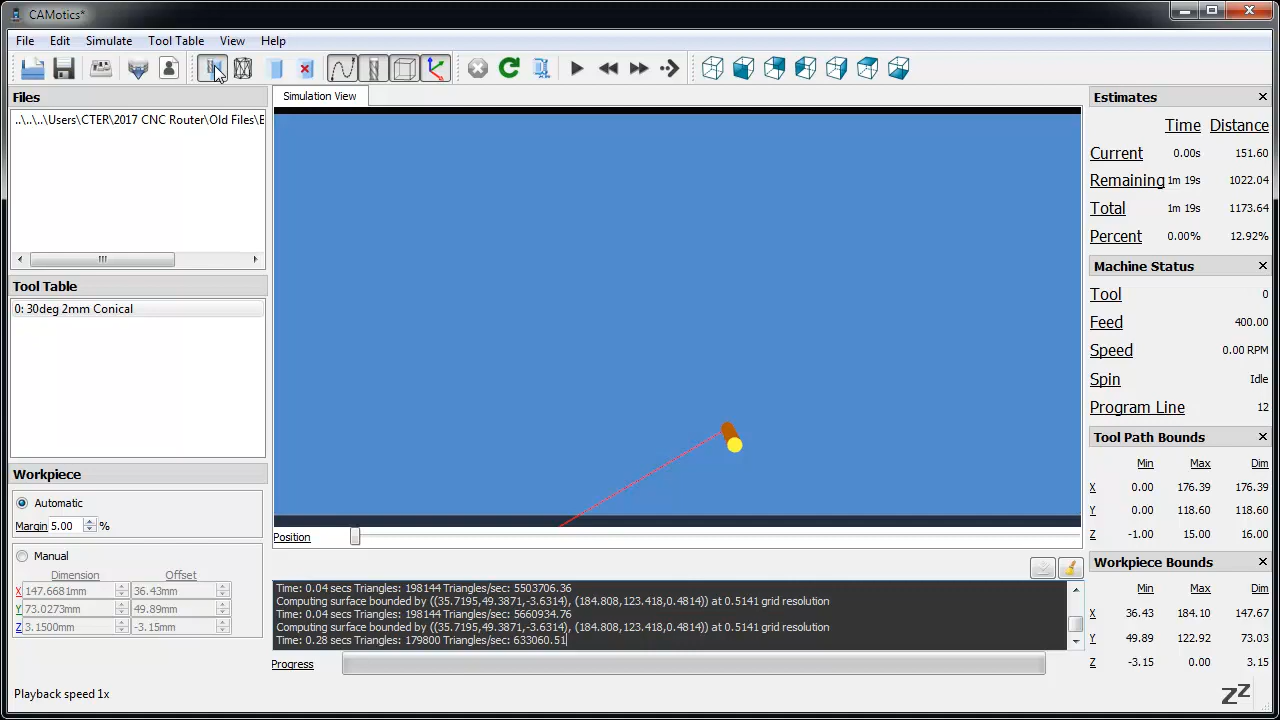 CAMotics*
File Edit Simulate Tool Table View Help
Files
..\..\..\Users\CTER\2017 CNC Router\Old Files\E
Tool Table
0: 30deg 2mm Conical
Workpiece
Automatic
Margin 5.00 %
Manual
Dimension Offset
X 147.6681mm 36.43mm
Y 73.0273mm 49.89mm
Z 3.1500mm -3.15mm
Playback speed 1x
Simulation View
Position
Time: 0.04 secs Triangles: 198144 Triangles/sec: 5503706.36
Computing surface bounded by ((35.7195,49.3871,-3.6314), (184.808,123.418,0.4814)) at 0.5141 grid resolution
Time: 0.04 secs Triangles: 198144 Triangles/sec: 5660934.76
Computing surface bounded by ((35.7195,49.3871,-3.6314), (184.808,123.418,0.4814)) at 0.5141 grid resolution
Time: 0.28 secs Triangles: 179800 Triangles/sec: 633060.51
Progress
Estimates
Time Distance
Current 0.00s 151.60
Remaining 1m 19s 1022.04
Total 1m 19s 1173.64
Percent 0.00% 12.92%
Machine Status
Tool 0
Feed 400.00
Speed 0.00 RPM
Spin Idle
Program Line 12
Tool Path Bounds
Min Max Dim
X 0.00 176.39 176.39
Y 0.00 118.60 118.60
Z -1.00 15.00 16.00
Workpiece Bounds
Min Max Dim
X 36.43 184.10 147.67
Y 49.89 122.92 73.03
Z -3.15 0.00 3.15
zz